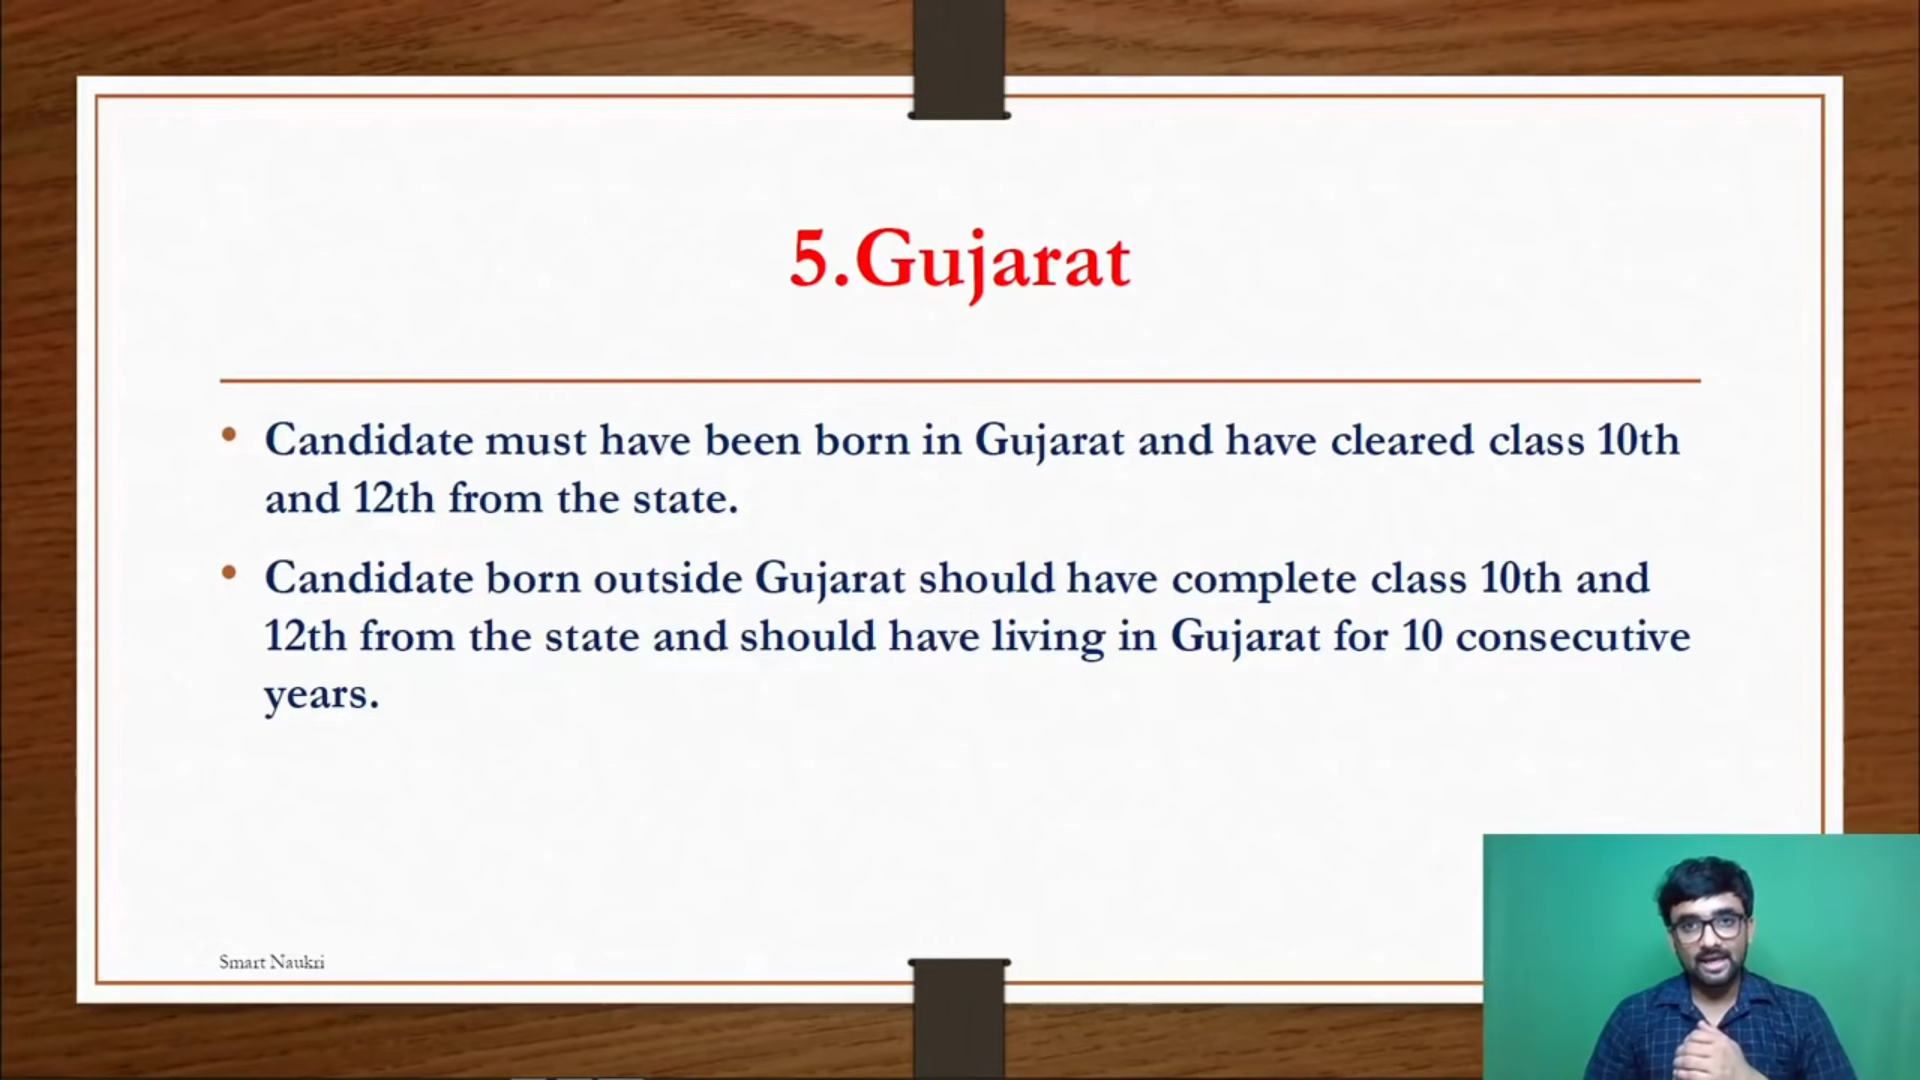 5.Gujarat
• Candidate must have been born in Gujarat and have cleared class 10th
and 12th from the state.
• Candidate born outside Gujarat should have complete class 10th and
12th from the state and should have living in Gujarat for 10 consecutive
years.
Smart Naukri